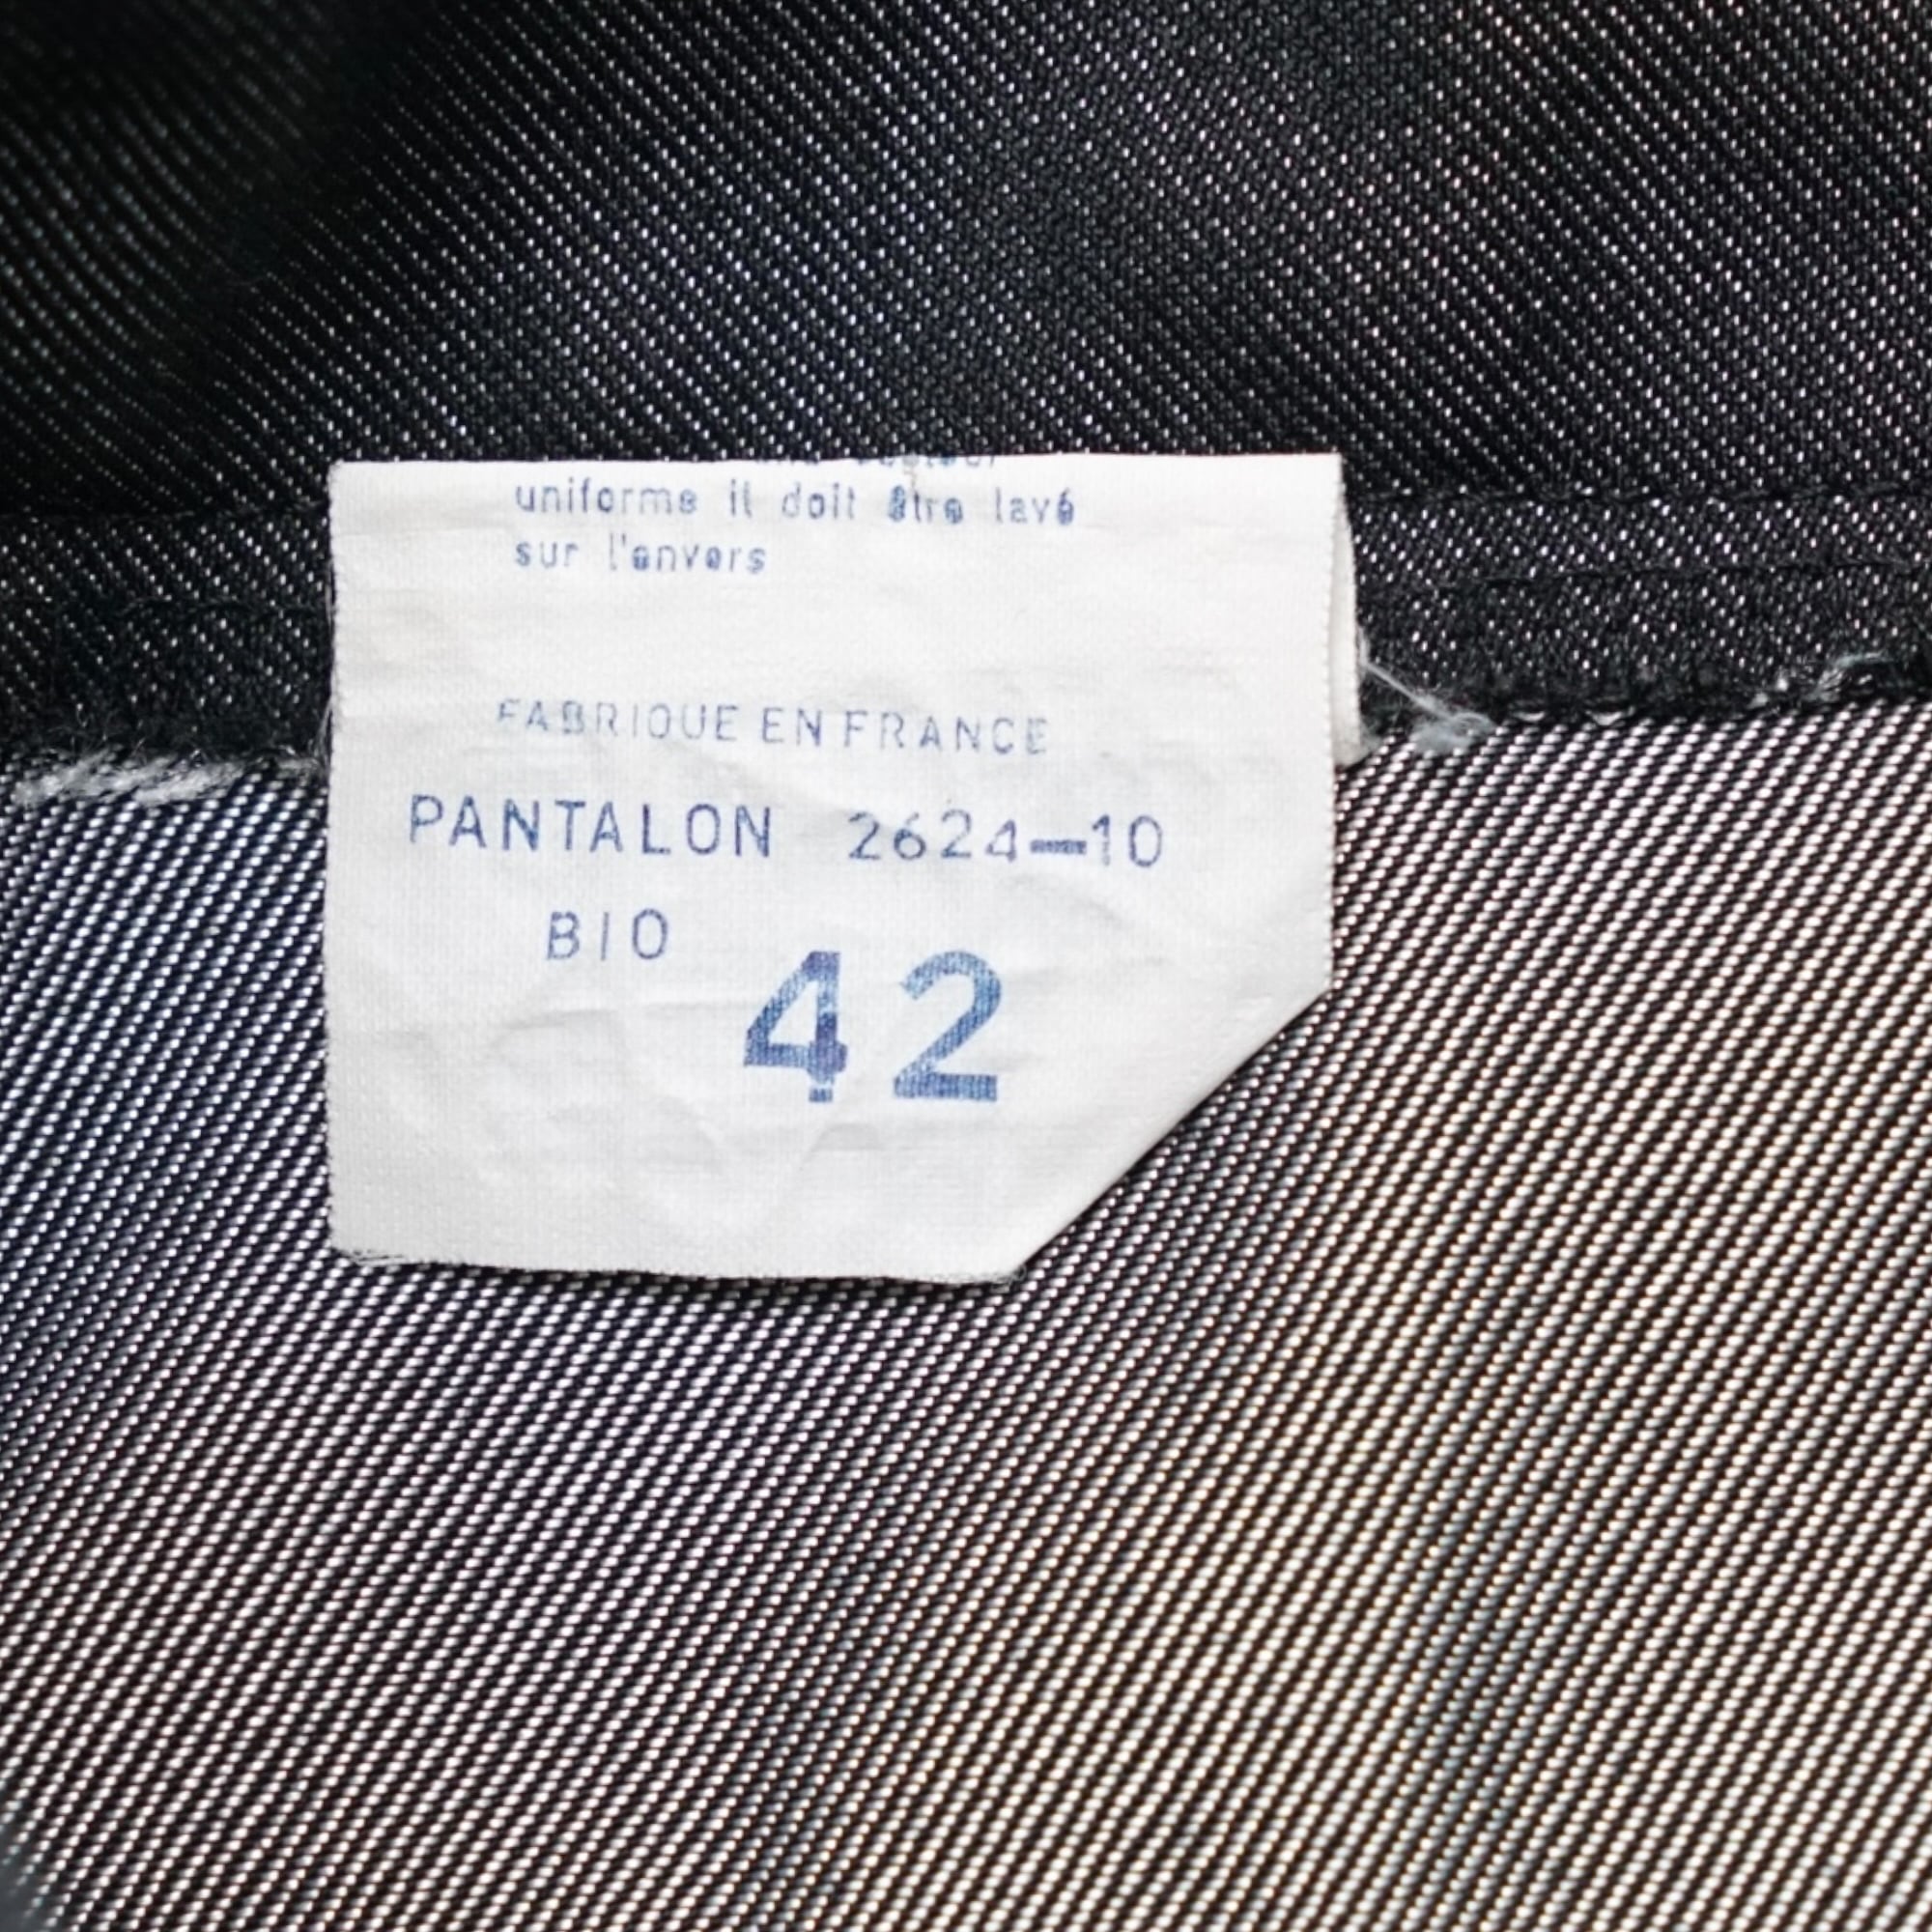 uniforme il doit être lavé
sur l'envers
FABRIQUE EN FRANCE
PANTALON 2624-10
BIO
42